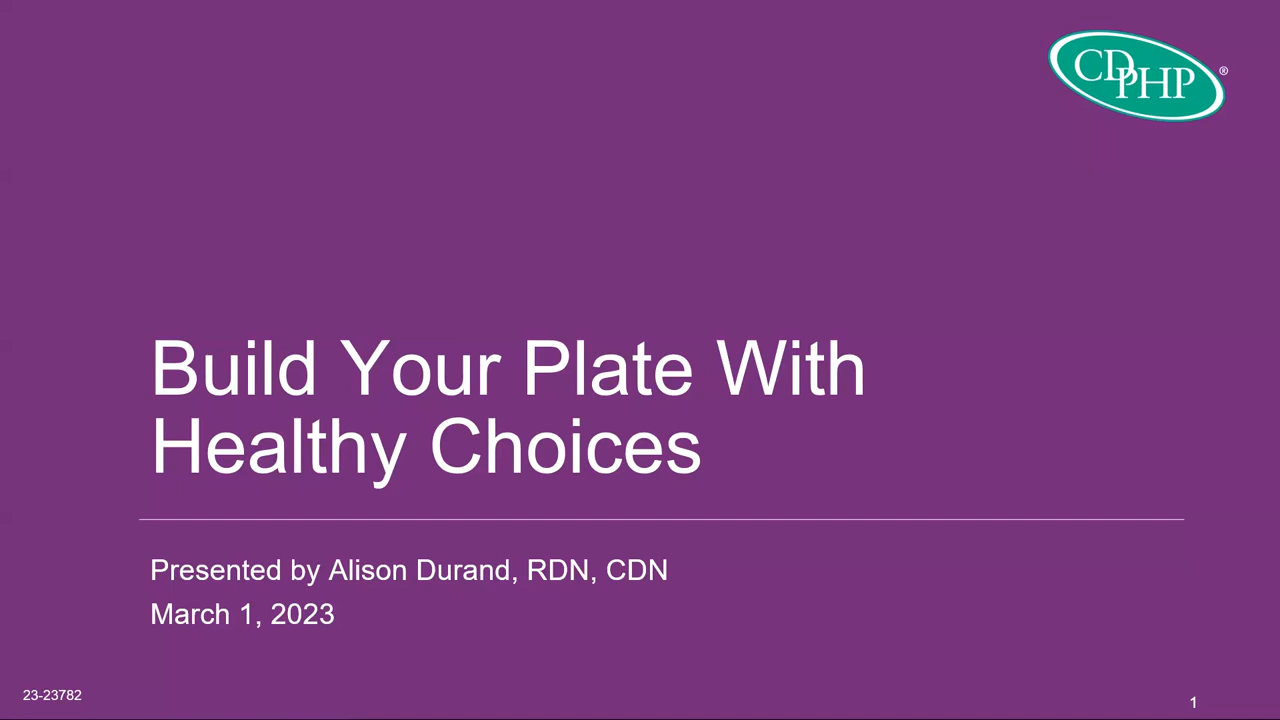 CDPHP®
Build Your Plate With
Healthy Choices
Presented by Alison Durand, RDN, CDN
March 1, 2023
23-23782
1